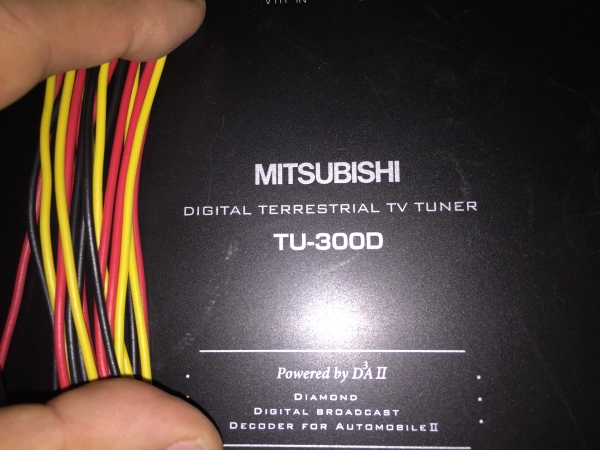 MITSUBISHI
DIGITAL TERRESTRIAL TV TUNER
TU-300D
Powered by D³A II
DIAMOND
DIGITAL BROADCAST
DECODER FOR AUTOMOBILE II